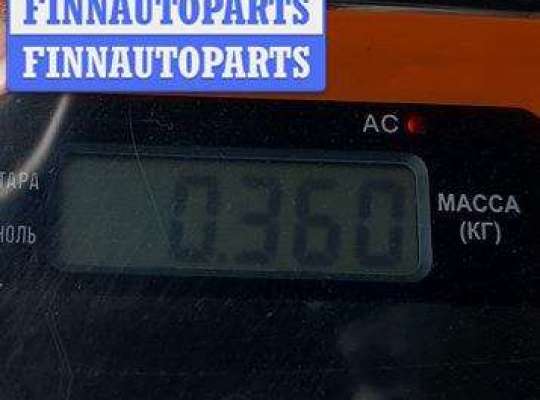 FINNAUTOPARTS
FINNAUTOPARTS
AC
ТАРА
0.360
МАССА
(КГ)
НОЛЬ